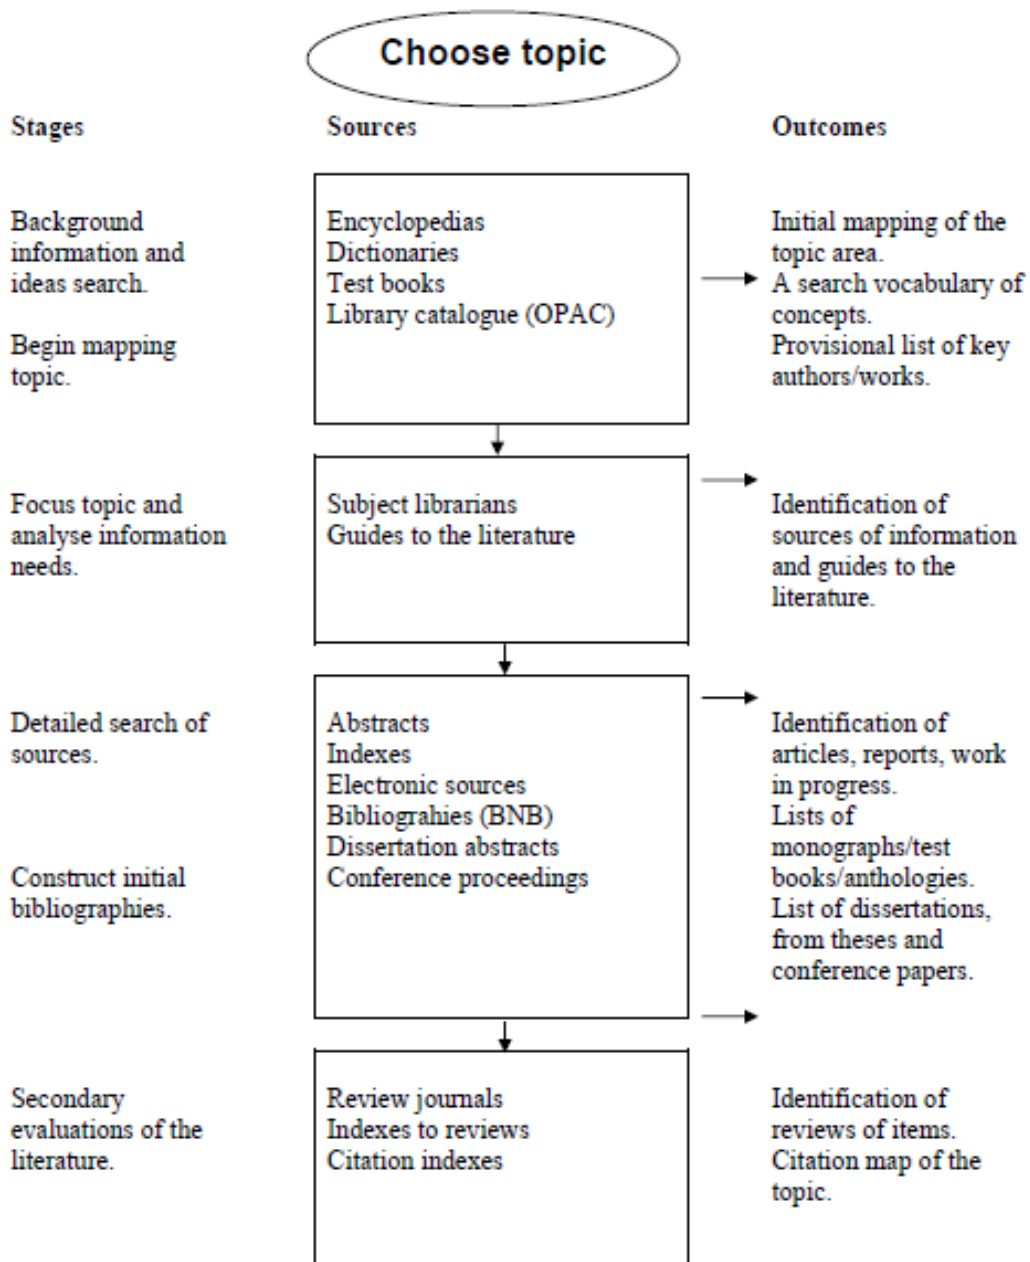 Choose topic
Stages
Sources
Outcomes
Background
information and
ideas search.
Begin mapping
topic.
Encyclopedias
Dictionaries
Test books
Library catalogue (OPAC)
Initial mapping of the
topic area.
A search vocabulary of
concepts.
Provisional list of key
authors/works.
Focus topic and
analyse information
needs.
Subject librarians
Guides to the literature
Identification of
sources of information
and guides to the
literature.
Detailed search of
sources.
Construct initial
bibliographies.
Abstracts
Indexes
Electronic sources
Bibliograhies (BNB)
Dissertation abstracts
Conference proceedings
Identification of
articles, reports, work
in progress.
Lists of
monographs/test
books/anthologies.
List of dissertations,
from theses and
conference papers.
Secondary
evaluations of the
literature.
Review journals
Indexes to reviews
Citation indexes
Identification of
reviews of items.
Citation map of the
topic.